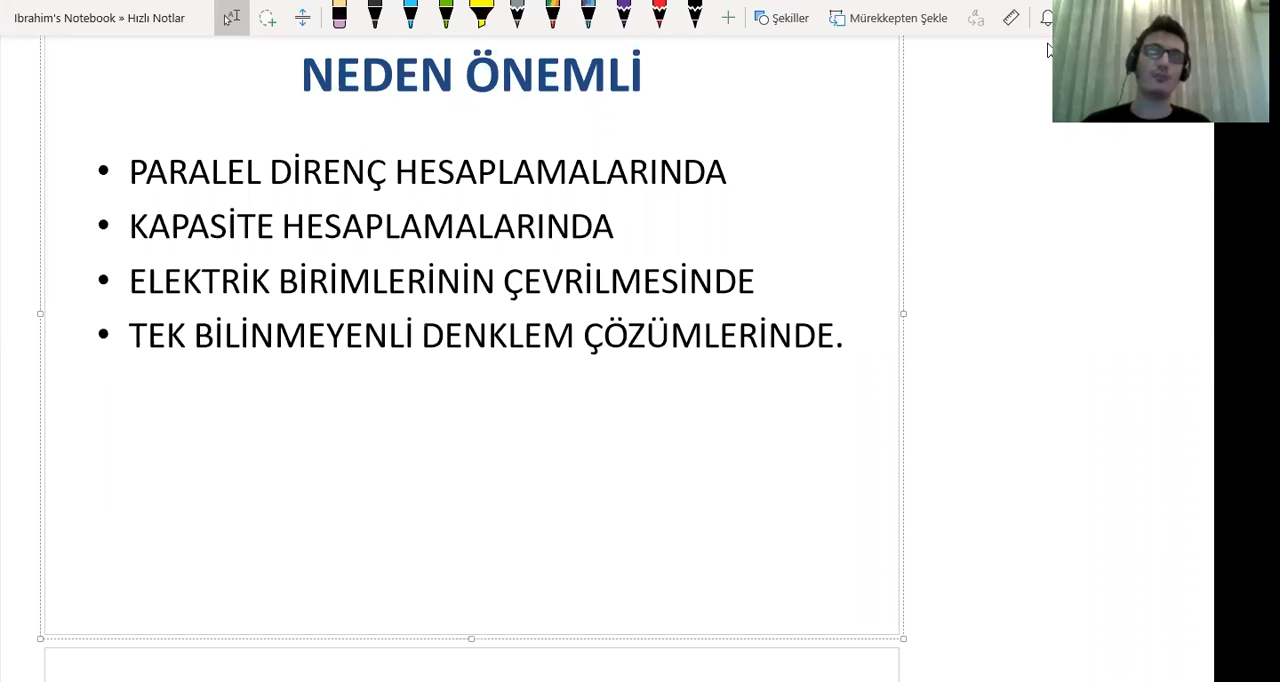 Ibrahim's Notebook » Hızlı Notlar
Şekiller
Mürekkepten Şekle
NEDEN ÖNEMLİ
• PARALEL DİRENÇ HESAPLAMALARINDA
• KAPASİTE HESAPLAMALARINDA
• ELEKTRİK BİRİMLERİNİN ÇEVRİLMESİNDE
• TEK BİLİNMEYENLİ DENKLEM ÇÖZÜMLERİNDE.